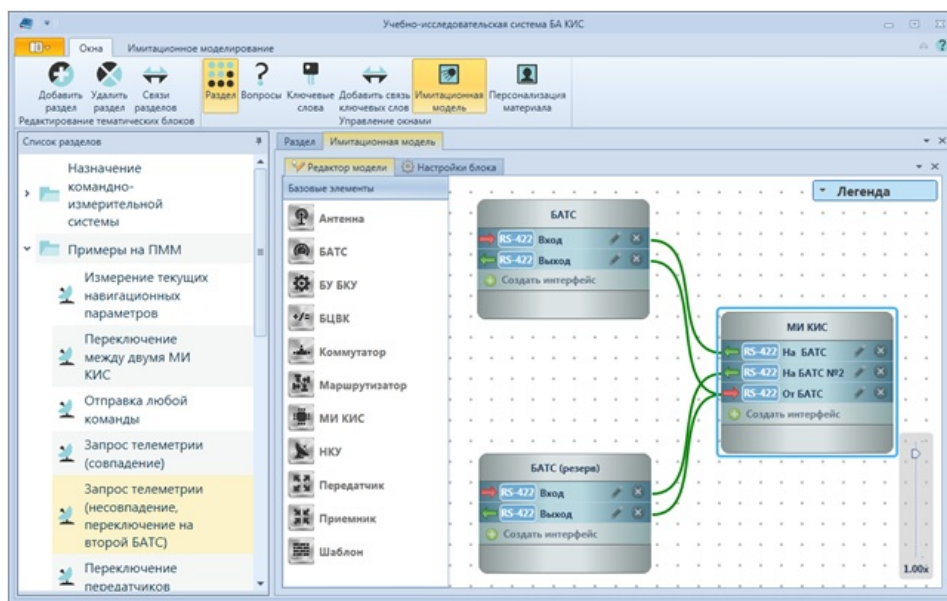 Учебно-исследовательская система БА КИС
Окна Имитационное моделирование
Добавить раздел
Удалить раздел
Связи разделов
Раздел
Вопросы
Ключевые слова
Добавить связь ключевых слов
Имитационная модель
Персонализация материала
Редактирование тематических блоков
Управление окнами
Список разделов
Назначение
командно-
измерительной
системы
Примеры на ПММ
Измерение текущих
навигационных
параметров
Переключение
между двумя МИ
КИС
Отправка любой
команды
Запрос телеметрии
(совпадение)
Запрос телеметрии
(несовпадение,
переключение на
второй БАТС)
Переключение
передатчиков
Раздел Имитационная модель
Редактор модели Настройки блока
Базовые элементы
Антенна
БАТС
БУ БКУ
БЦВК
Коммутатор
Маршрутизатор
МИ КИС
НКУ
Передатчик
Приемник
Шаблон
Легенда
БАТС
RS-422 Вход
RS-422 Выход
Создать интерфейс
МИ КИС
RS-422 На БАТС
RS-422 На БАТС №2
RS-422 От БАТС
Создать интерфейс
БАТС (резерв)
RS-422 Вход
RS-422 Выход
Создать интерфейс
1.00x